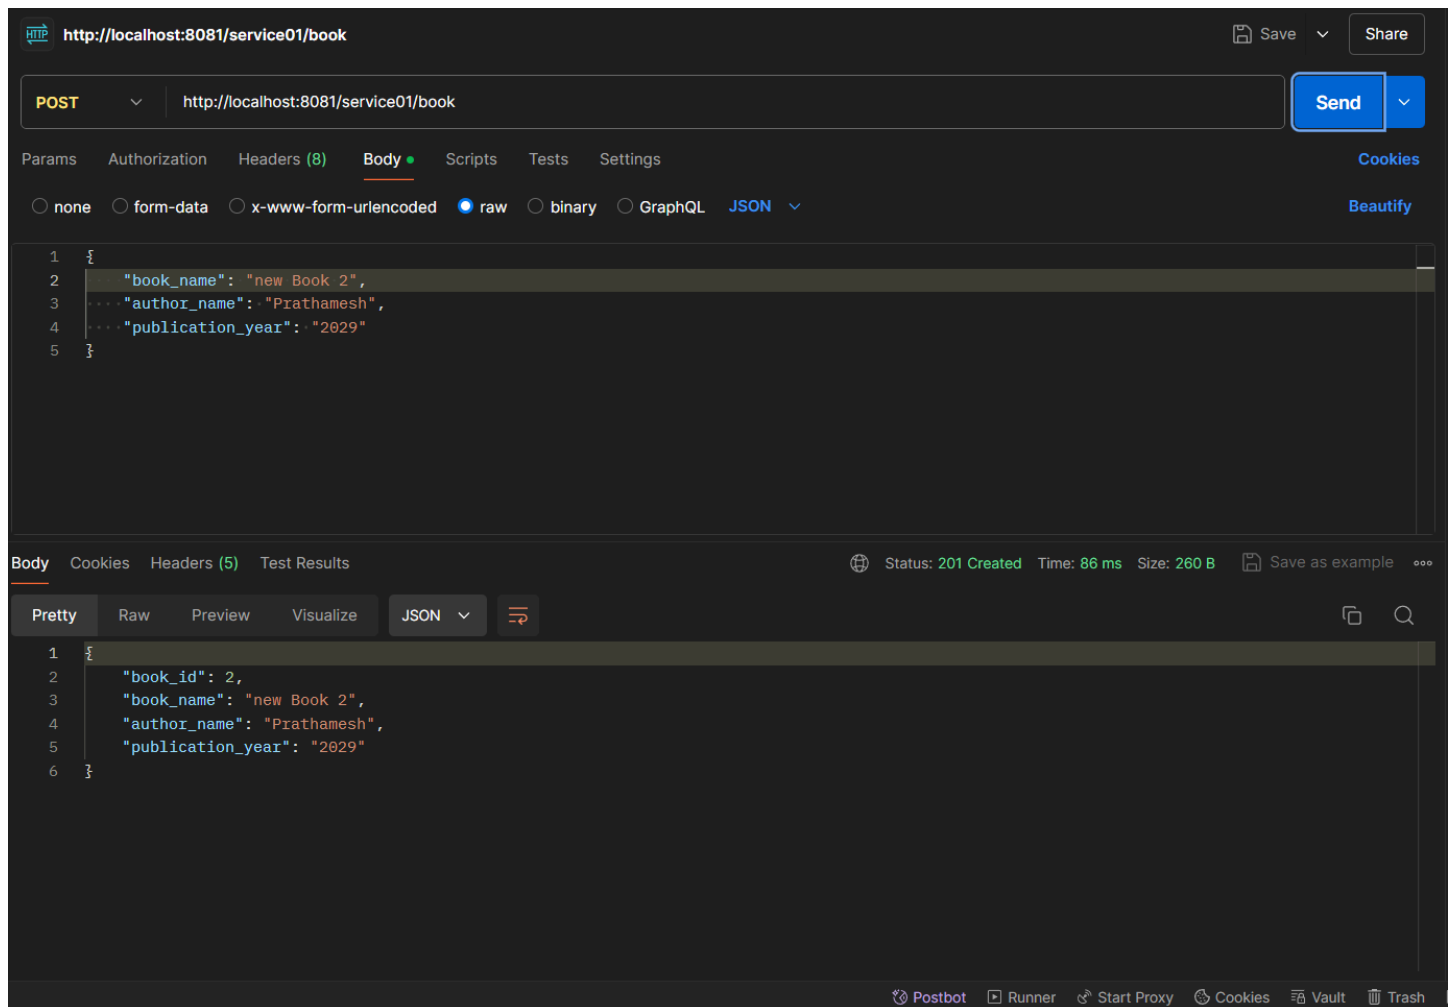 HTTP http://localhost:8081/service01/book Save Share
POST http://localhost:8081/service01/book Send
Params Authorization Headers (8) Body Scripts Tests Settings Cookies
none form-data x-www-form-urlencoded raw binary GraphQL JSON Beautify
1 {
2 "book_name": "new Book 2",
3 "author_name": "Prathamesh",
4 "publication_year": "2029"
5 }
Body Cookies Headers (5) Test Results Status: 201 Created Time: 86 ms Size: 260 B Save as example
Pretty Raw Preview Visualize JSON
1 {
2 "book_id": 2,
3 "book_name": "new Book 2",
4 "author_name": "Prathamesh",
5 "publication_year": "2029"
6 }
Postbot Runner Start Proxy Cookies Vault Trash